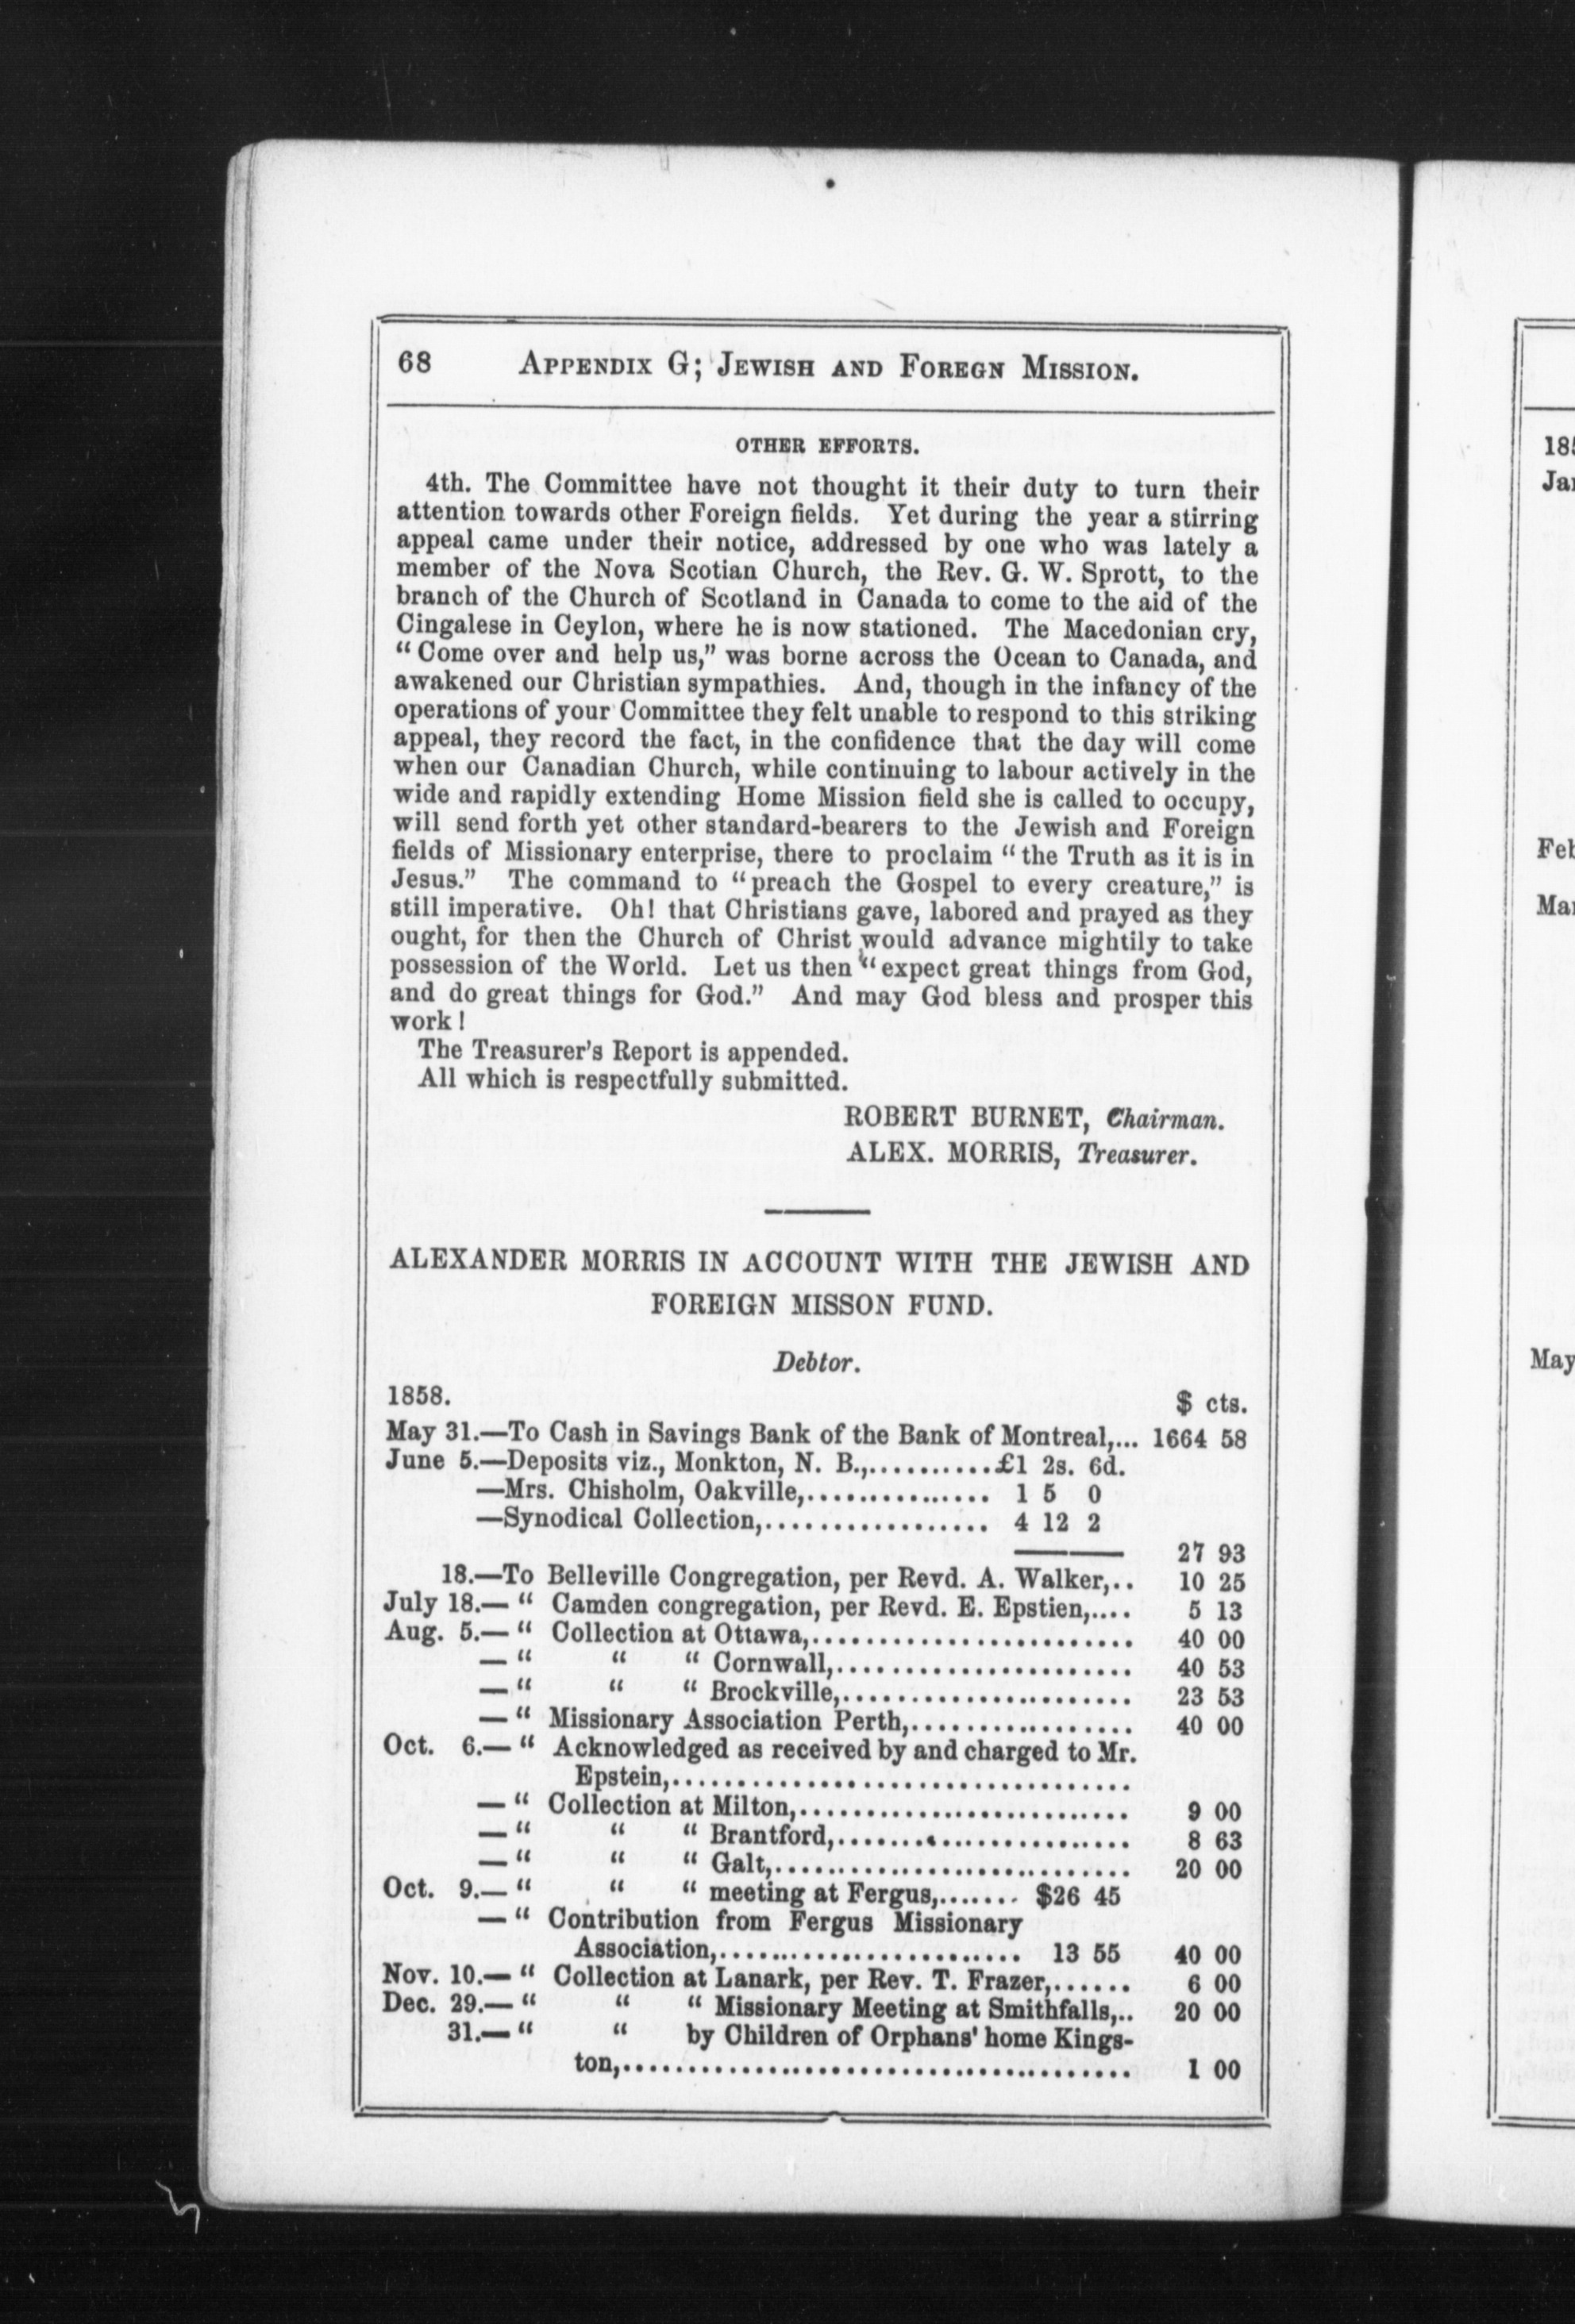 68 APPENDIX G; JEWISH AND FOREGN MISSION.
OTHER EFFORTS.
4th. The Committee have not thought it their duty to turn their
attention towards other Foreign fields. Yet during the year a stirring
appeal came under their notice, addressed by one who was lately a
member of the Nova Scotian Church, the Rev. G. W. Sprott, to the
branch of the Church of Scotland in Canada to come to the aid of the
Cingalese in Ceylon, where he is now stationed. The Macedonian cry,
“Come over and help us,” was borne across the Ocean to Canada, and
awakened our Christian sympathies. And, though in the infancy of the
operations of your Committee they felt unable to respond to this striking
appeal, they record the fact, in the confidence that the day will come
when our Canadian Church, while continuing to labour actively in the
wide and rapidly extending Home Mission field she is called to occupy,
will send forth yet other standard-bearers to the Jewish and Foreign
fields of Missionary enterprise, there to proclaim “the Truth as it is in
Jesus.” The command to “preach the Gospel to every creature,” is
still imperative. Oh! that Christians gave, labored and prayed as they
ought, for then the Church of Christ would advance mightily to take
possession of the World. Let us then “expect great things from God,
and do great things for God.” And may God bless and prosper this
work!
The Treasurer's Report is appended.
All which is respectfully submitted.
ROBERT BURNET, Chairman.
ALEX. MORRIS, Treasurer.
ALEXANDER MORRIS IN ACCOUNT WITH THE JEWISH AND
FOREIGN MISSON FUND.
Debtor.
1858. $ cts.
May 31.—To Cash in Savings Bank of the Bank of Montreal,... 1664 58
June 5.—Deposits viz., Monkton, N. B.,..........£1 2s. 6d.
—Mrs. Chisholm, Oakville,............... 1 5 0
—Synodical Collection,.................. 4 12 2
27 93
18.—To Belleville Congregation, per Revd. A. Walker,.. 10 25
July 18.— “ Camden congregation, per Revd. E. Epstien,.... 5 13
Aug. 5.— “ Collection at Ottawa,........................ 40 00
— “ “ “ Cornwall,...................... 40 53
— “ “ “ Brockville,...................... 23 53
— “ Missionary Association Perth,................. 40 00
Oct. 6.— “ Acknowledged as received by and charged to Mr.
Epstein,...................................
— “ Collection at Milton,......................... 9 00
— “ “ “ Brantford,...................... 8 63
— “ “ “ Galt,........................... 20 00
Oct. 9.— “ “ “ meeting at Fergus,....... $26 45
— “ Contribution from Fergus Missionary
Association,....................... 13 55 40 00
Nov. 10.— “ Collection at Lanark, per Rev. T. Frazer,...... 6 00
Dec. 29.— “ “ “ Missionary Meeting at Smithfalls,.. 20 00
31.— “ “ by Children of Orphans' home Kings-
ton,...................................... 1 00